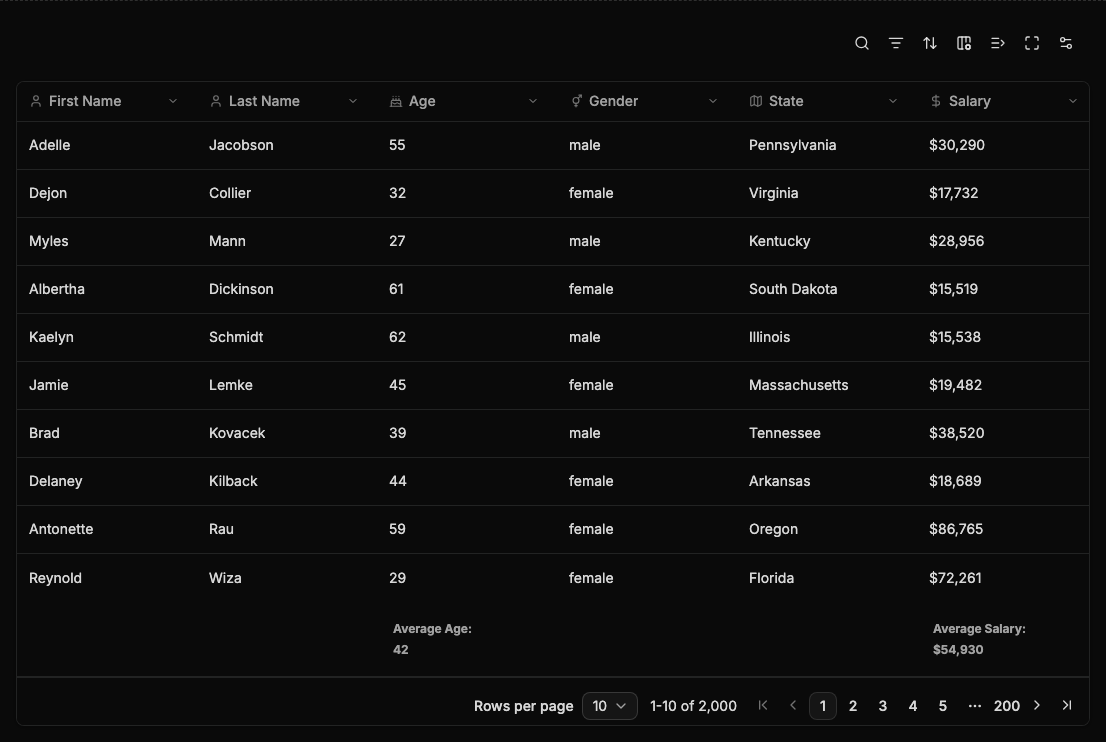 First Name Last Name Age Gender State Salary
Adelle Jacobson 55 male Pennsylvania $30,290
Dejon Collier 32 female Virginia $17,732
Myles Mann 27 male Kentucky $28,956
Albertha Dickinson 61 female South Dakota $15,519
Kaelyn Schmidt 62 male Illinois $15,538
Jamie Lemke 45 female Massachusetts $19,482
Brad Kovacek 39 male Tennessee $38,520
Delaney Kilback 44 female Arkansas $18,689
Antonette Rau 59 female Oregon $86,765
Reynold Wiza 29 female Florida $72,261
Average Age: Average Salary:
42 $54,930
Rows per page 10 1-10 of 2,000 1 2 3 4 5 ··· 200